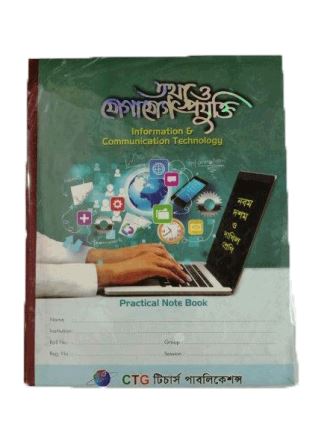 তথ্য ও
যোগাযোগ প্রযুক্তি
Information &
Communication Technology
নবম
দশম
ও
দাখিল
শ্রেণি
Practical Note Book
Name
Institution
Roll No. Group
Reg. No. Session
CTG টিচার্স পাবলিকেশন্স